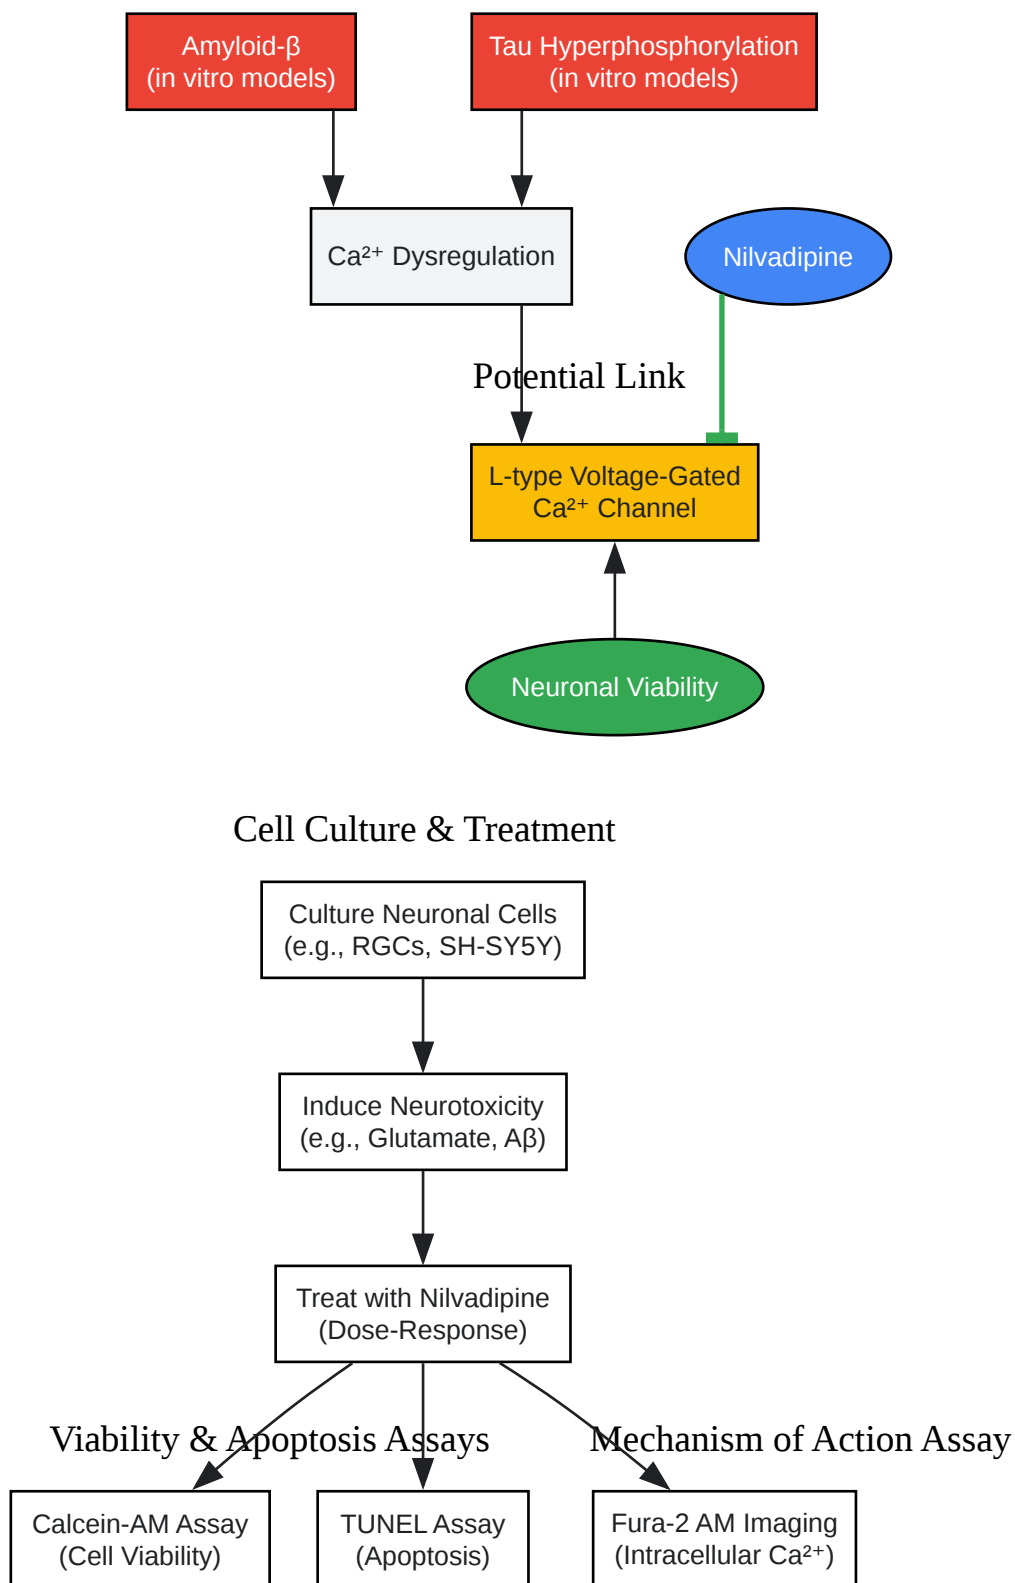 Amyloid-β
(in vitro models)
Tau Hyperphosphorylation
(in vitro models)
Ca²⁺ Dysregulation
Nilvadipine
Potential Link
L-type Voltage-Gated
Ca²⁺ Channel
Neuronal Viability
Cell Culture & Treatment
Culture Neuronal Cells
(e.g., RGCs, SH-SY5Y)
Induce Neurotoxicity
(e.g., Glutamate, Aβ)
Treat with Nilvadipine
(Dose-Response)
Viability & Apoptosis Assays
Mechanism of Action Assay
Calcein-AM Assay
(Cell Viability)
TUNEL Assay
(Apoptosis)
Fura-2 AM Imaging
(Intracellular Ca²⁺)